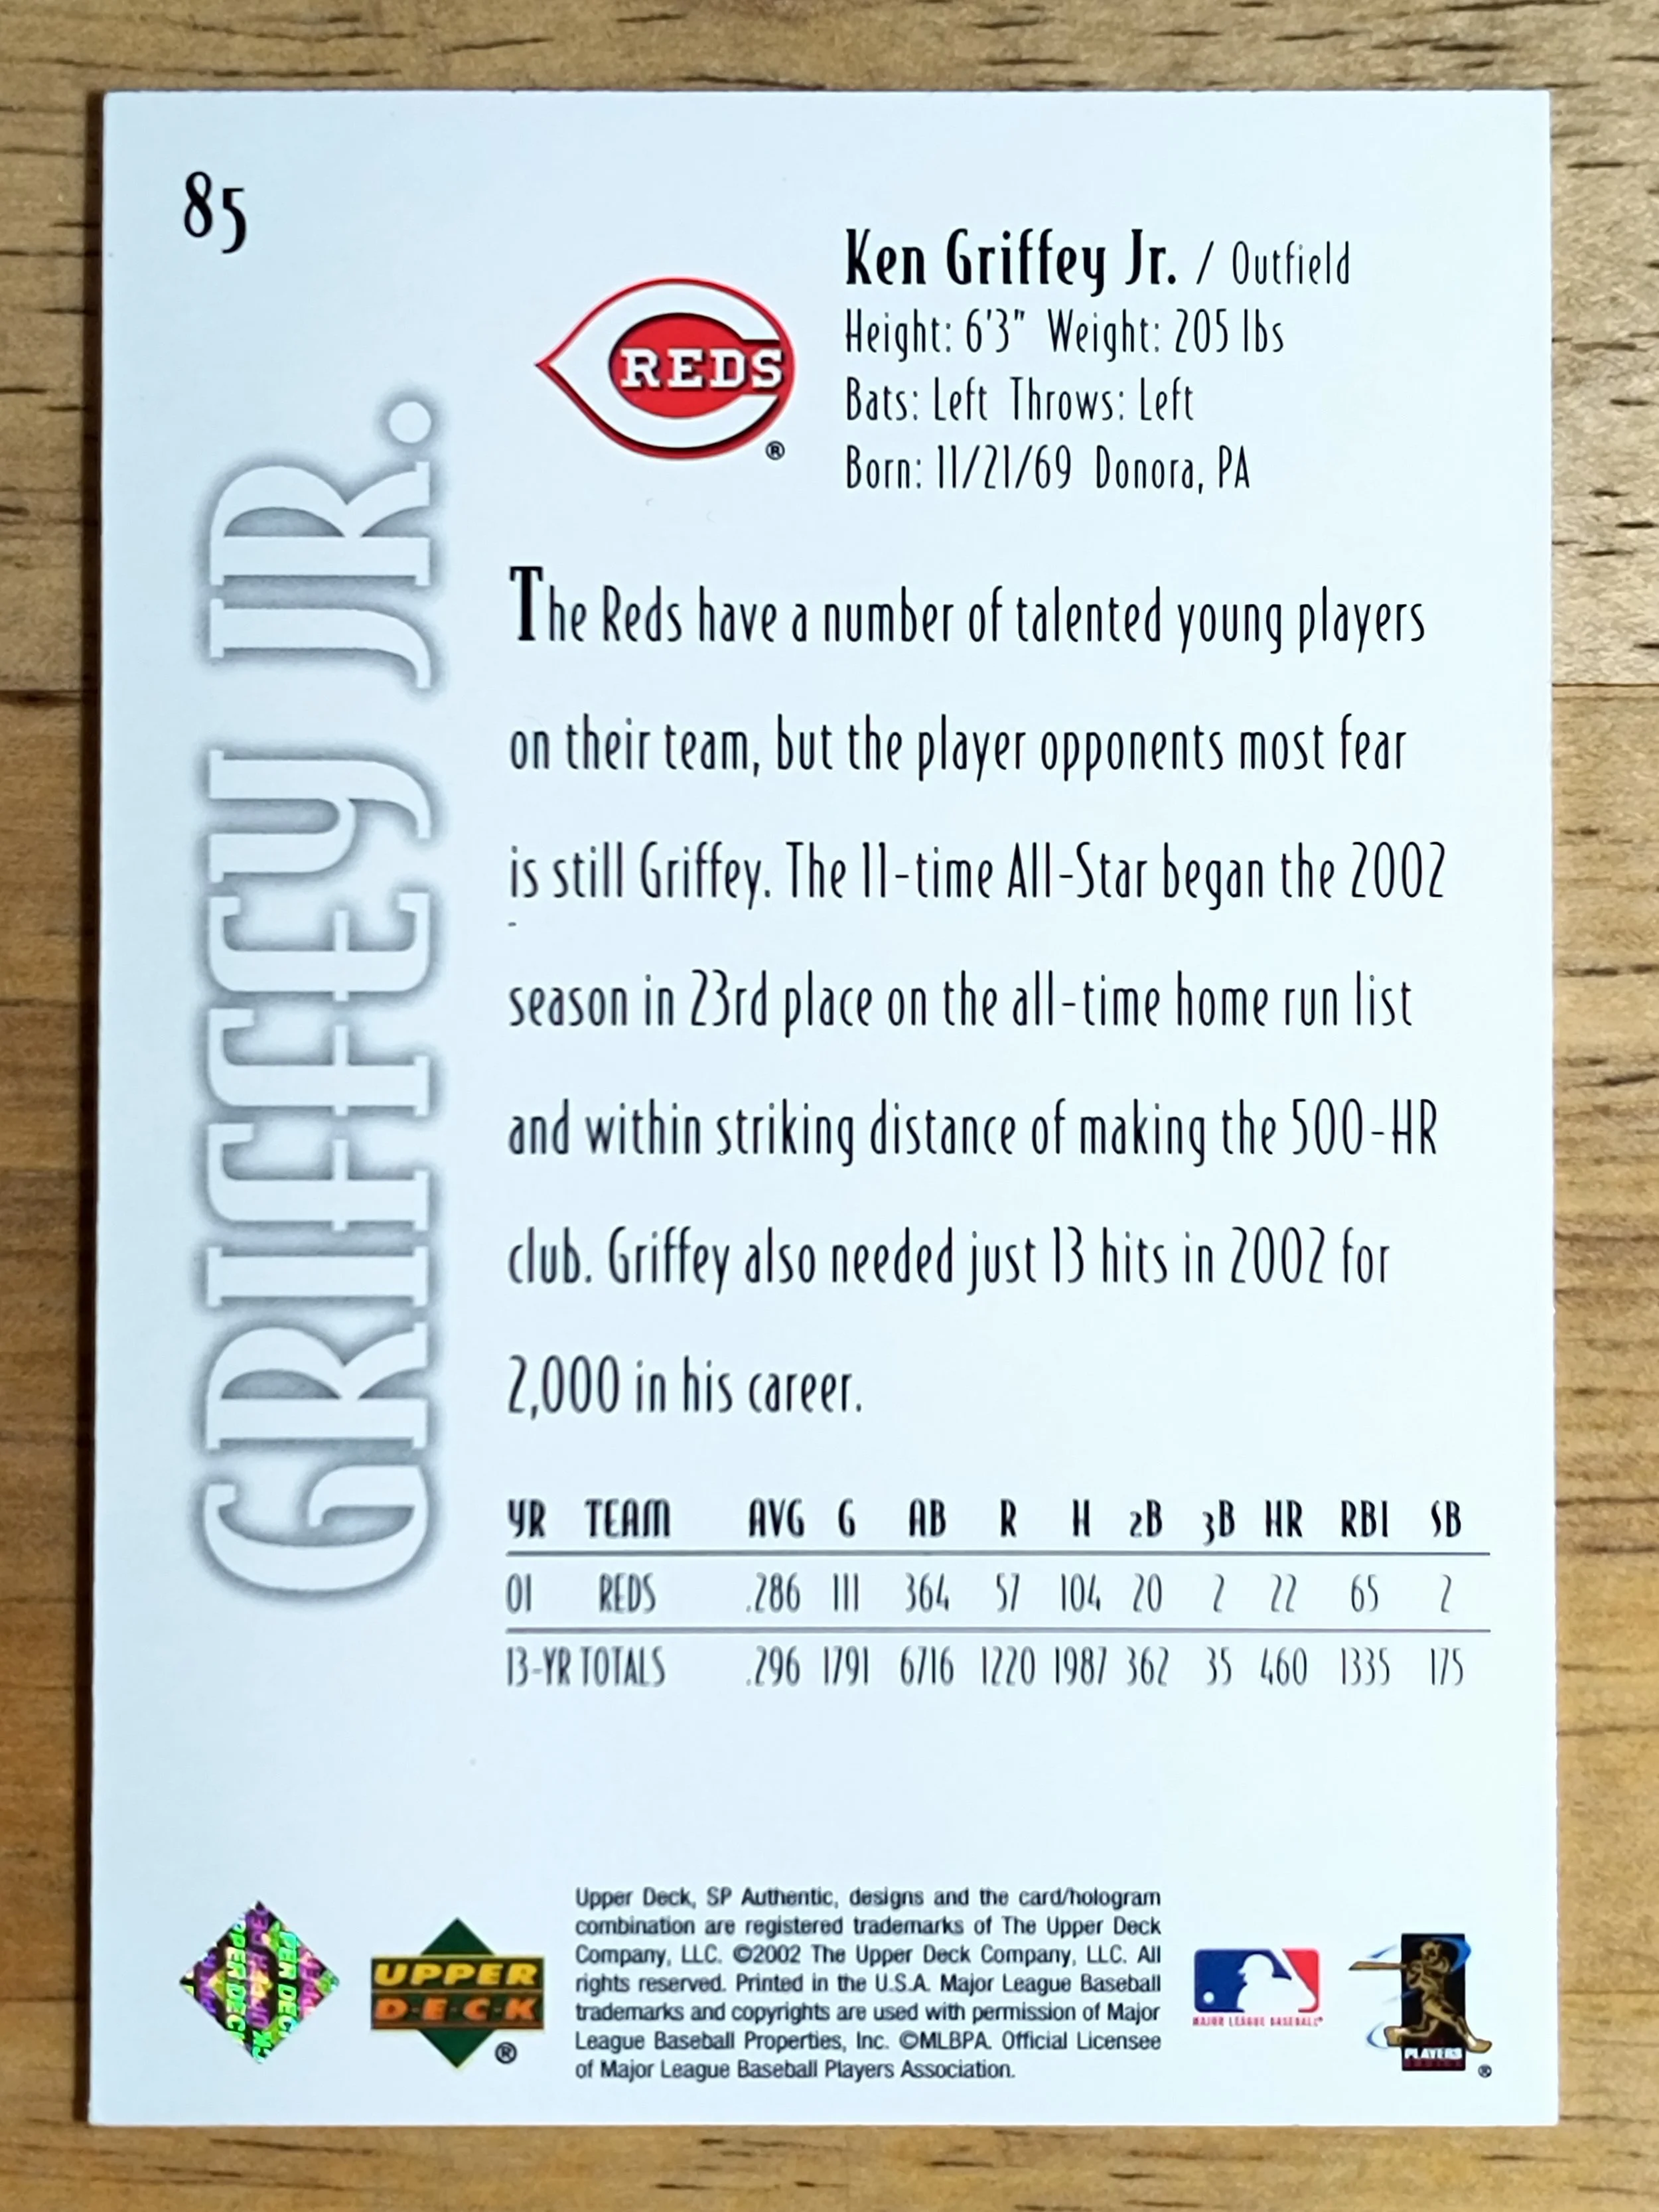 85
Ken Griffey Jr. / Outfield
Height: 6'3" Weight: 205 lbs
Bats: Left Throws: Left
Born: 11/21/69 Donora, PA
REDS
®
GRIFFEY JR.
The Reds have a number of talented young players
on their team, but the player opponents most fear
is still Griffey. The 11-time All-Star began the 2002
season in 23rd place on the all-time home run list
and within striking distance of making the 500-HR
club. Griffey also needed just 13 hits in 2002 for
2,000 in his career.
YR TEAM AVG G AB R H 2B 3B HR RBI SB
01 REDS .286 111 364 57 104 20 2 22 65 2
13-YR TOTALS .296 1791 6716 1220 1987 362 35 460 1335 175
UPPER
D·E·C·K
®
Upper Deck, SP Authentic, designs and the card/hologram
combination are registered trademarks of The Upper Deck
Company, LLC. ©2002 The Upper Deck Company, LLC. All
rights reserved. Printed in the U.S.A. Major League Baseball
trademarks and copyrights are used with permission of Major
League Baseball Properties, Inc. ©MLBPA. Official Licensee
of Major League Baseball Players Association.
MAJOR LEAGUE BASEBALL
PLAYERS
®